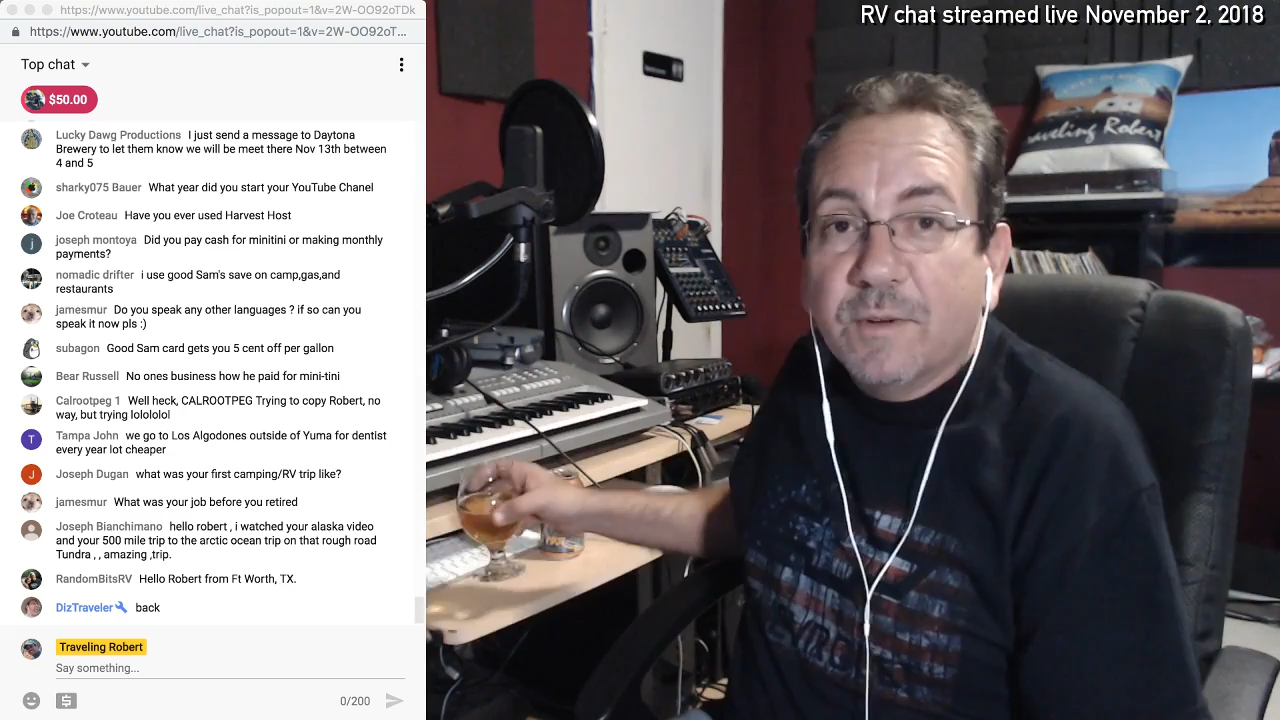 https://www.youtube.com/live_chat?is_popout=1&v=2W-OO92oTDk
https://www.youtube.com/live_chat?is_popout=1&v=2W-OO92oT...
RV chat streamed live November 2, 2018
Top chat
$50.00
Lucky Dawg Productions I just send a message to Daytona
Brewery to let them know we will be meet there Nov 13th between
4 and 5
sharky075 Bauer What year did you start your YouTube Chanel
Joe Croteau Have you ever used Harvest Host
j
joseph montoya Did you pay cash for minitini or making monthly
payments?
nomadic drifter i use good Sam's save on camp,gas,and
restaurants
jamesmur Do you speak any other languages ? if so can you
speak it now pls :)
subagon Good Sam card gets you 5 cent off per gallon
Bear Russell No ones business how he paid for mini-tini
Calrootpeg 1 Well heck, CALROOTPEG Trying to copy Robert, no
way, but trying lolololol
T
Tampa John we go to Los Algodones outside of Yuma for dentist
every year lot cheaper
J
Joseph Dugan what was your first camping/RV trip like?
jamesmur What was your job before you retired
Joseph Bianchimano hello robert , i watched your alaska video
and your 500 mile trip to the arctic ocean trip on that rough road
Tundra , , amazing ,trip.
RandomBitsRV Hello Robert from Ft Worth, TX.
DizTraveler back
Traveling Robert
Say something...
0/200
raveling Robert